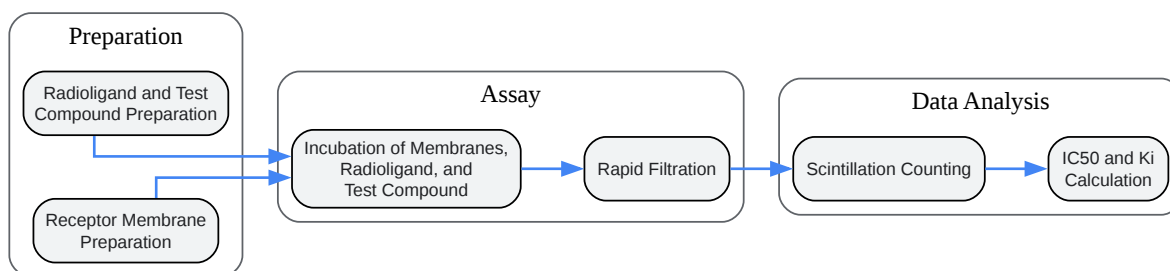 Preparation
Radioligand and Test
Compound Preparation
Receptor Membrane
Preparation
Assay
Incubation of Membranes,
Radioligand, and
Test Compound
Rapid Filtration
Data Analysis
Scintillation Counting
IC50 and Ki
Calculation